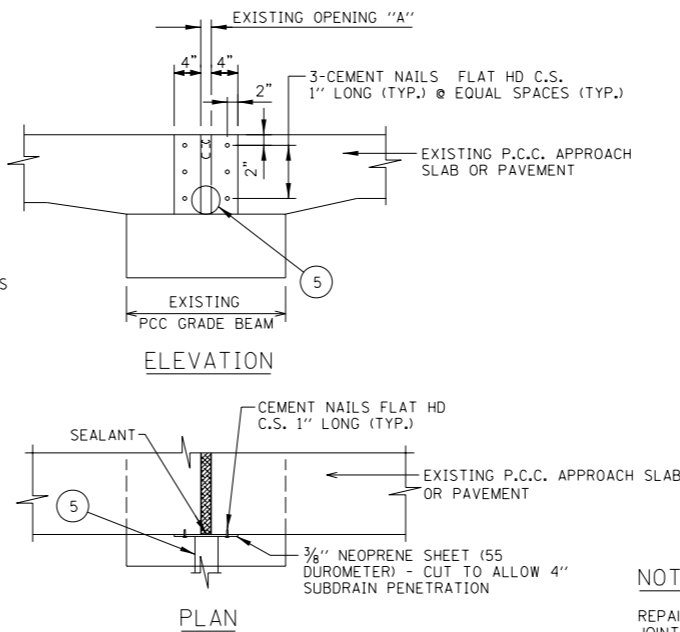 EXISTING OPENING "A"
4" 4"
2"
3-CEMENT NAILS FLAT HD C.S.
1" LONG (TYP.) @ EQUAL SPACES (TYP.)
2"
EXISTING P.C.C. APPROACH
SLAB OR PAVEMENT
S
5
EXISTING
PCC GRADE BEAM
ELEVATION
CEMENT NAILS FLAT HD
C.S. 1" LONG (TYP.)
SEALANT
EXISTING P.C.C. APPROACH SLAB
OR PAVEMENT
5
3/8" NEOPRENE SHEET (55
DUROMETER) - CUT TO ALLOW 4"
SUBDRAIN PENETRATION
PLAN
NOT
REPAI
JOINT